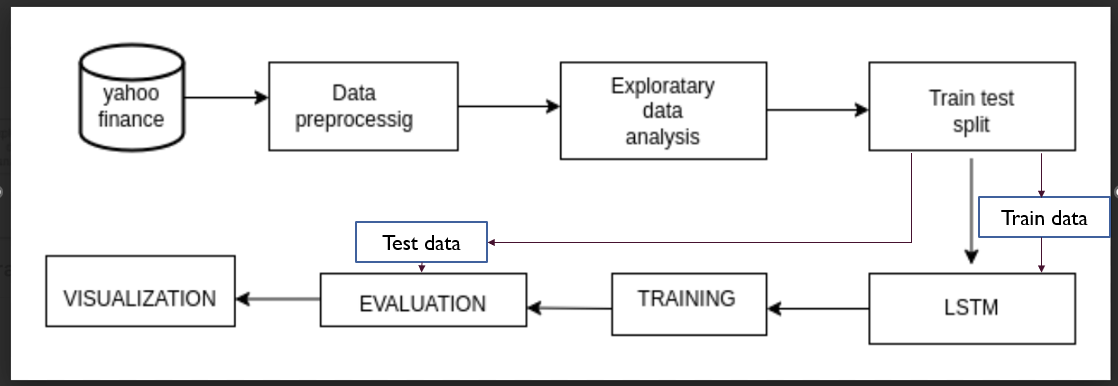 yahoo
finance
Data
preprocessig
Exploratary
data
analysis
Train test
split
Train data
Test data
VISUALIZATION
EVALUATION
TRAINING
LSTM